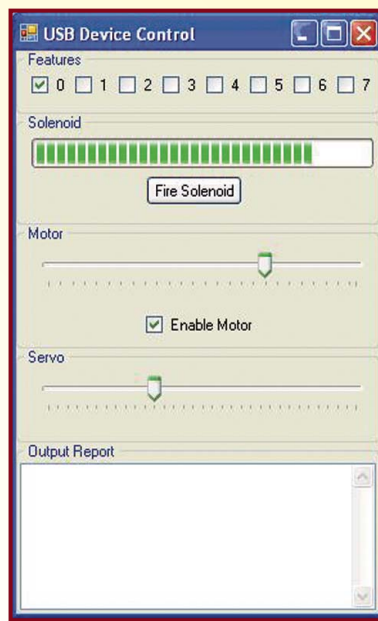 USB Device Control
Features
0 1 2 3 4 5 6 7
Solenoid
Fire Solenoid
Motor
Enable Motor
Servo
Output Report